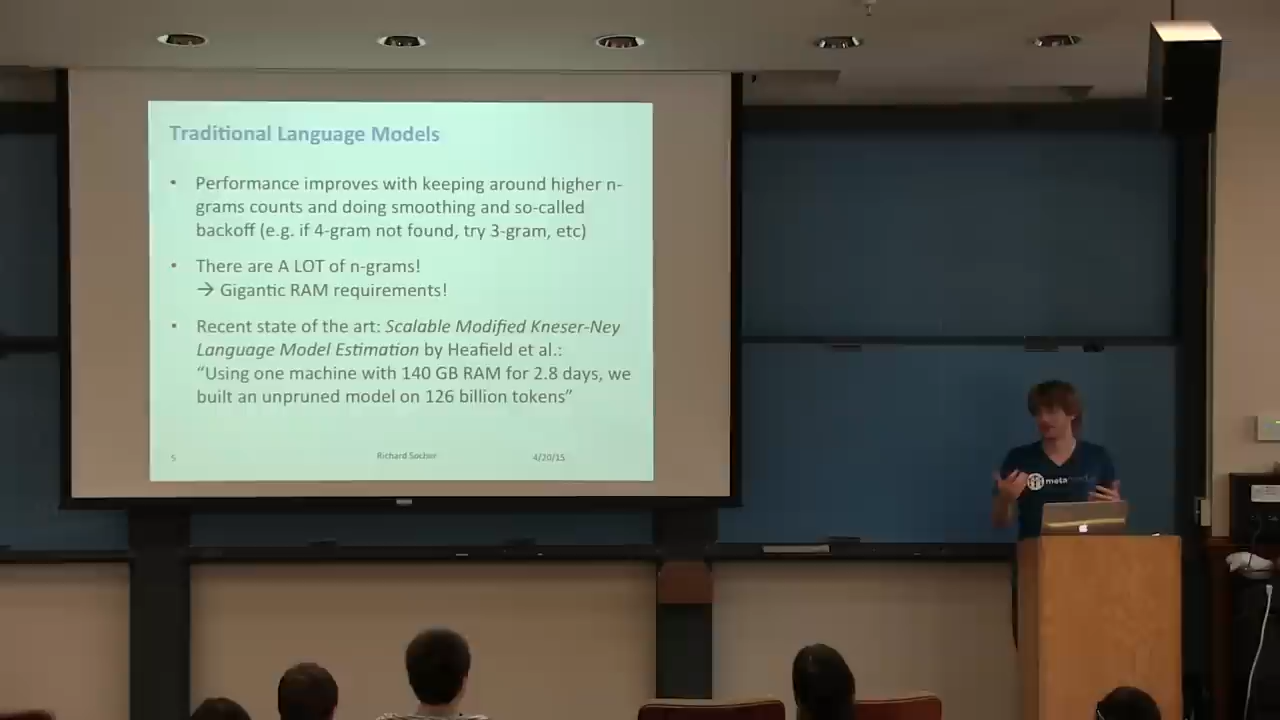 Traditional Language Models
• Performance improves with keeping around higher n-
grams counts and doing smoothing and so-called
backoff (e.g. if 4-gram not found, try 3-gram, etc)
• There are A LOT of n-grams!
→ Gigantic RAM requirements!
• Recent state of the art: Scalable Modified Kneser-Ney
Language Model Estimation by Heafield et al.:
“Using one machine with 140 GB RAM for 2.8 days, we
built an unpruned model on 126 billion tokens”
5 Richard Socher 4/20/15